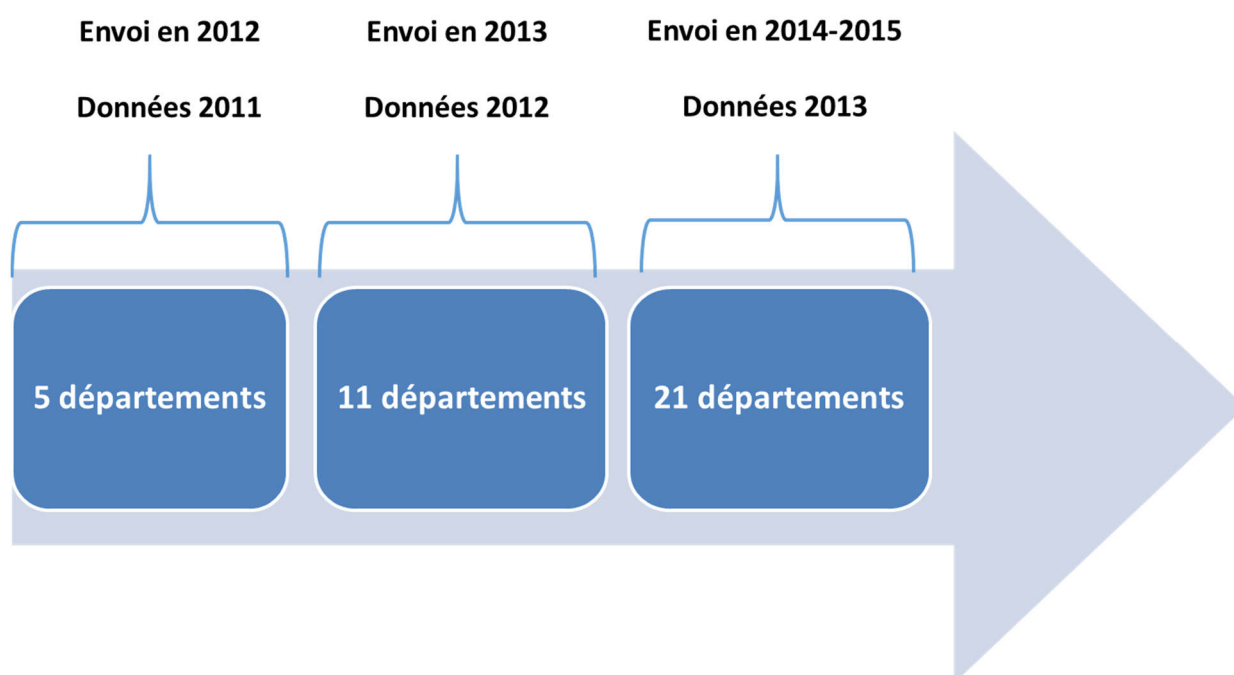 Envoi en 2012
Envoi en 2013
Envoi en 2014-2015
Données 2011
Données 2012
Données 2013
5 départements
11 départements
21 départements